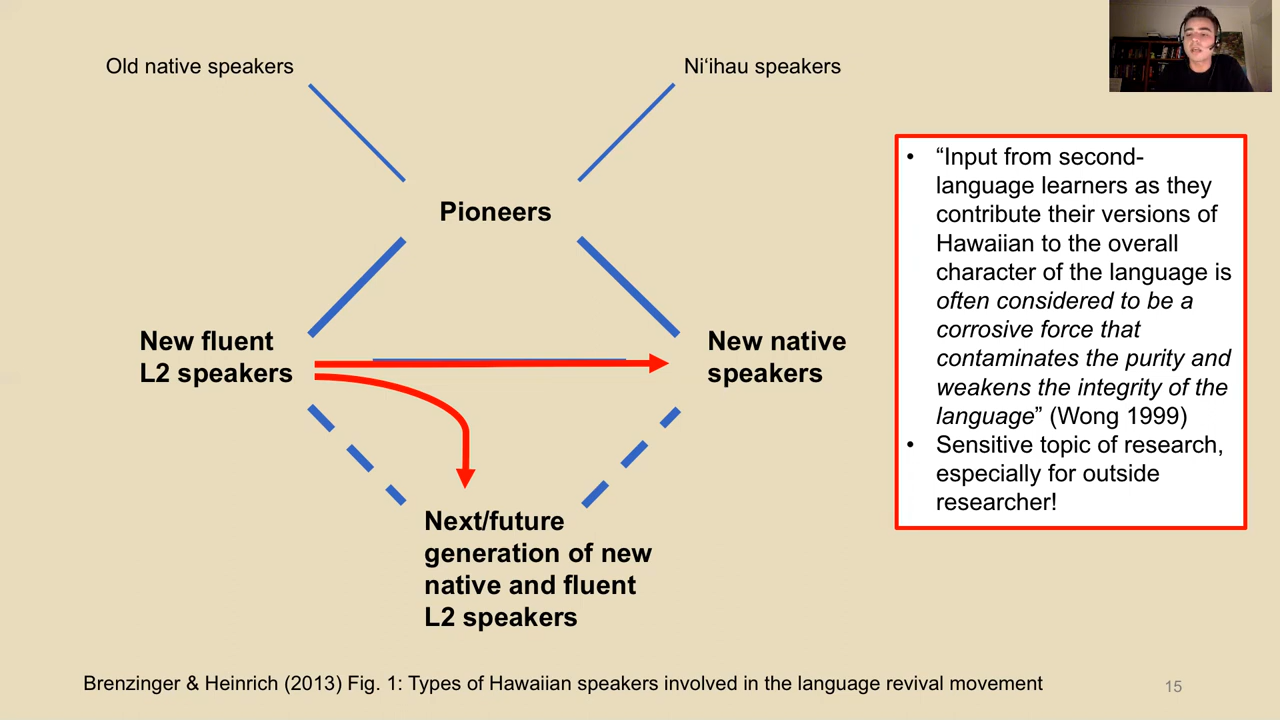 Old native speakers
Niʻihau speakers
Pioneers
New fluent
L2 speakers
New native
speakers
Next/future
generation of new
native and fluent
L2 speakers
• “Input from second-
language learners as they
contribute their versions of
Hawaiian to the overall
character of the language is
often considered to be a
corrosive force that
contaminates the purity and
weakens the integrity of the
language” (Wong 1999)
• Sensitive topic of research,
especially for outside
researcher!
Brenzinger & Heinrich (2013) Fig. 1: Types of Hawaiian speakers involved in the language revival movement
15